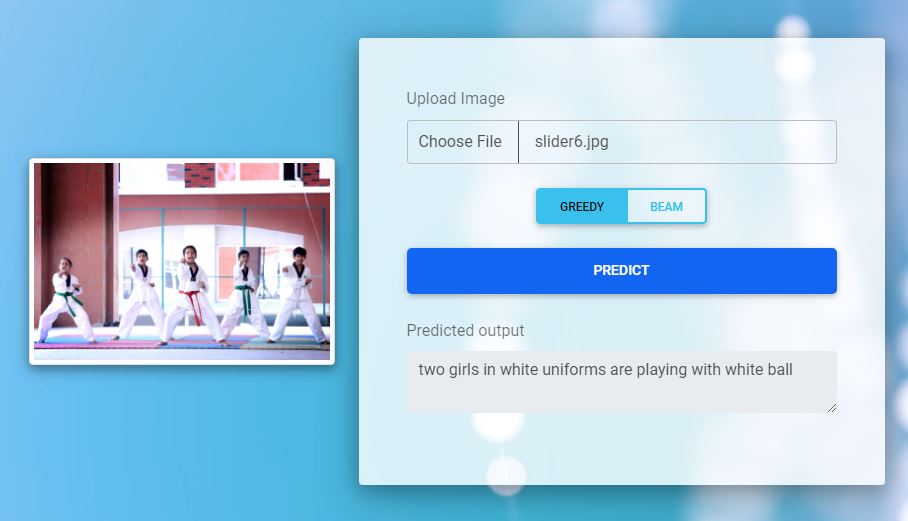 Upload Image
Choose File slider6.jpg
GREEDY BEAM
PREDICT
Predicted output
two girls in white uniforms are playing with white ball